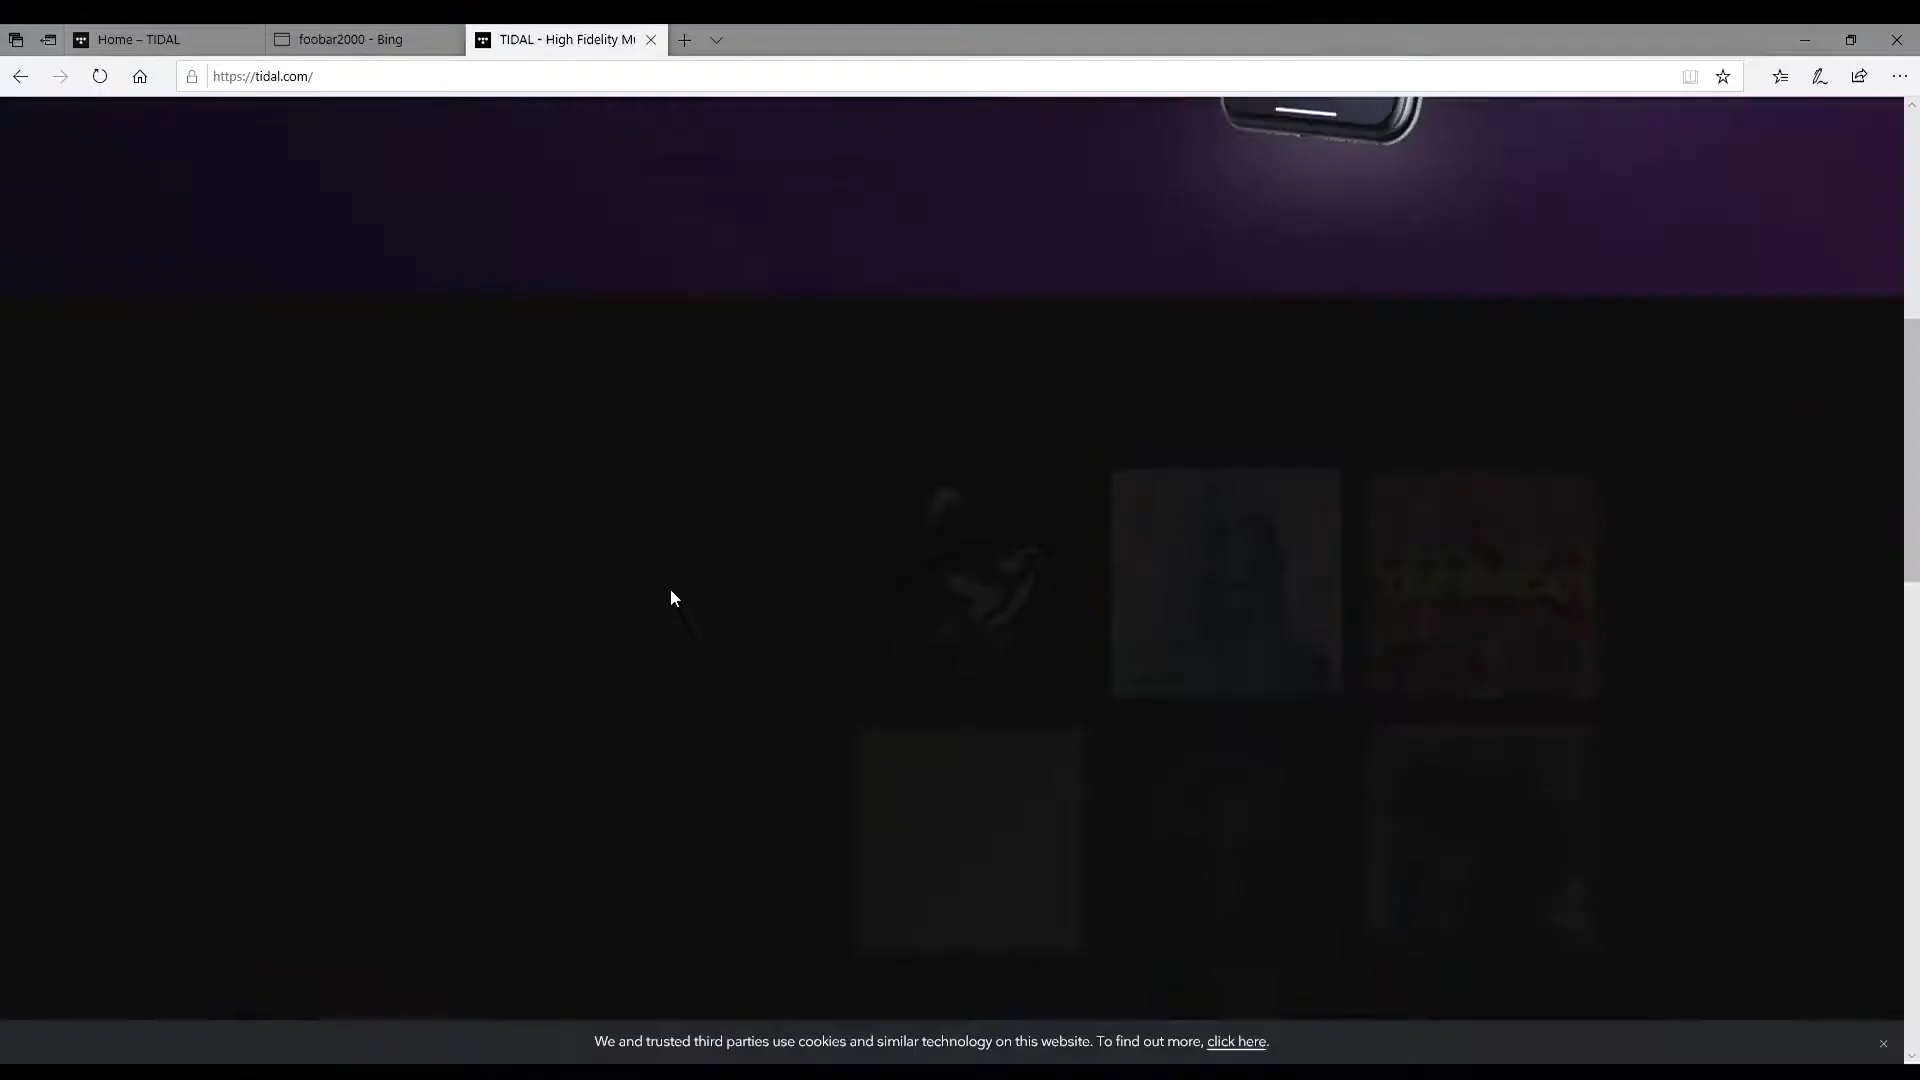 Home – TIDAL
foobar2000 - Bing
TIDAL - High Fidelity Mu
https://tidal.com/
We and trusted third parties use cookies and similar technology on this website. To find out more, click here.